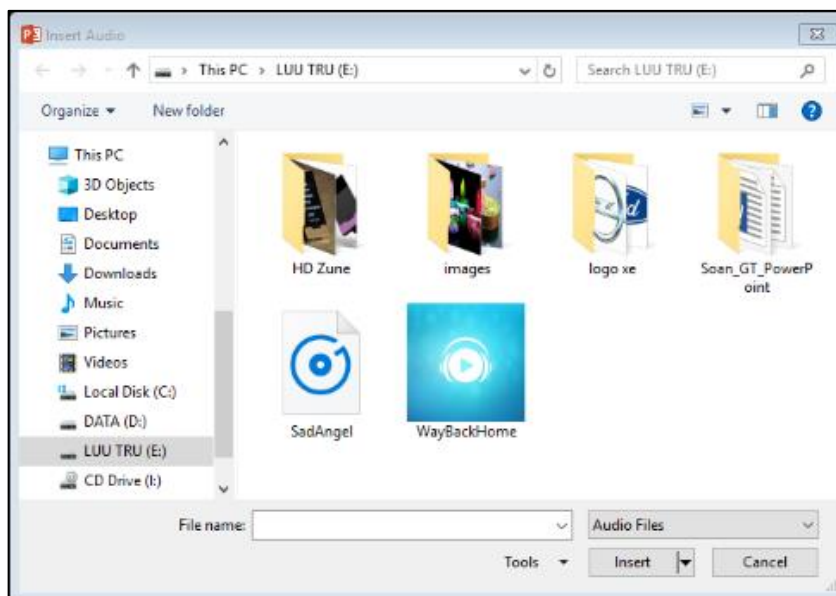 Insert Audio
This PC > LUU TRU (E:)
Search LUU TRU (E:)
Organize
New folder
This PC
3D Objects
Desktop
Documents
Downloads
Music
Pictures
Videos
Local Disk (C:)
DATA (D:)
LUU TRU (E:)
CD Drive (I:)
HD Zune
images
logo xe
Soan_GT_PowerP
oint
SadAngel
WayBackHome
File name:
Audio Files
Tools
Insert
Cancel